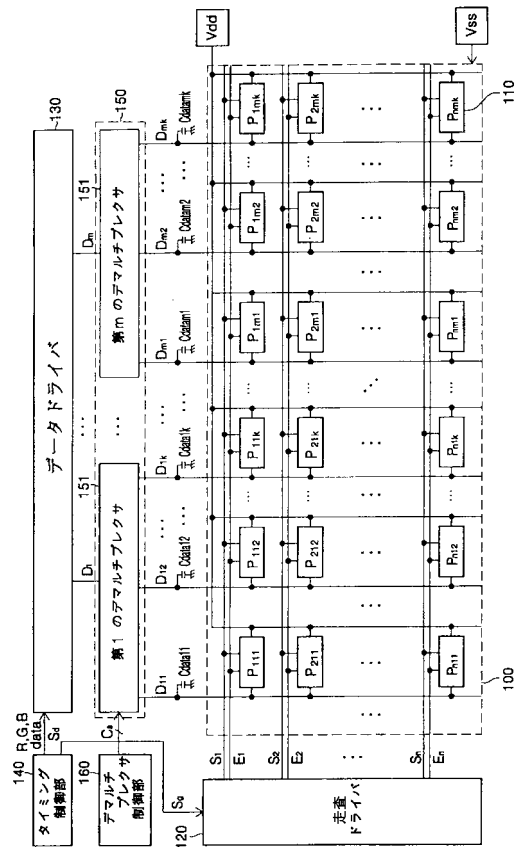 130
データドライバ
Vdd
150
151
151
Dm
D1
...
第1のデマルチプレクサ
...
第mのデマルチプレクサ
140
タイミング
制御部
R,G,B
data
Sd
160
デマルチ
プレクサ
制御部
Ca
Sg
D11 D12 ... D1k ... Dm1 Dm2 ... Dmk
Cdata11 Cdata12 ... Cdata1k ... Cdatam1 Cdatam2 ... Cdatamk
120
走査
ドライバ
S1
E1
P111 P112 ... P11k ... P1m1 P1m2 ... P1mk
S2
E2
P211 P212 ... P21k ... P2m1 P2m2 ... P2mk
...
Pn11 Pn12 ... Pn1k ... Pnm1 Pnm2 ... Pnmk
100
110
Vss